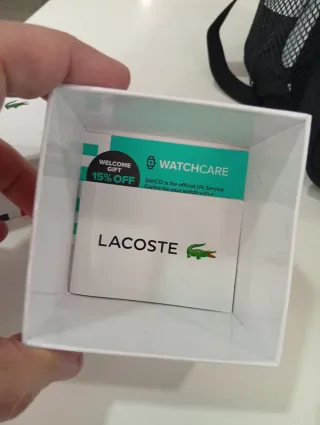 WELCOME
GIFT
15% OFF
WATCHCARE
SWICO is the official UK Service
LACOSTE